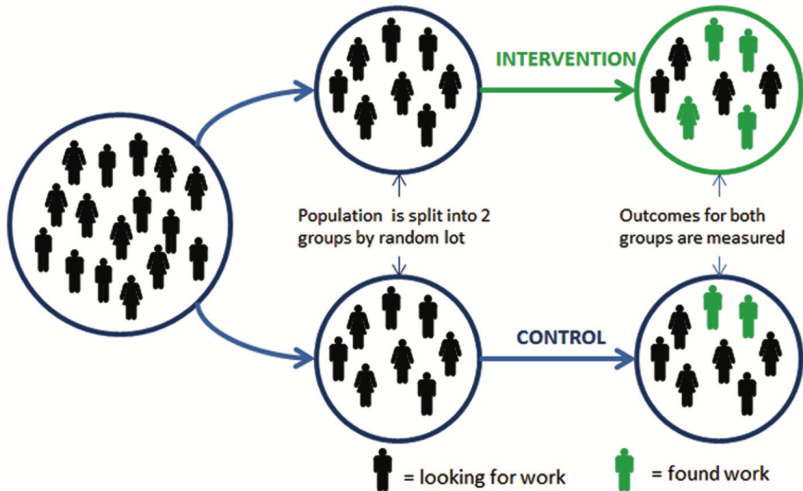 INTERVENTION
Population is split into 2
groups by random lot
Outcomes for both
groups are measured
CONTROL
= looking for work
= found work